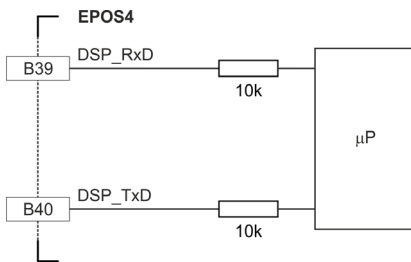 EPOS4
B39 DSP_RxD
10k
μP
B40 DSP_TxD
10k